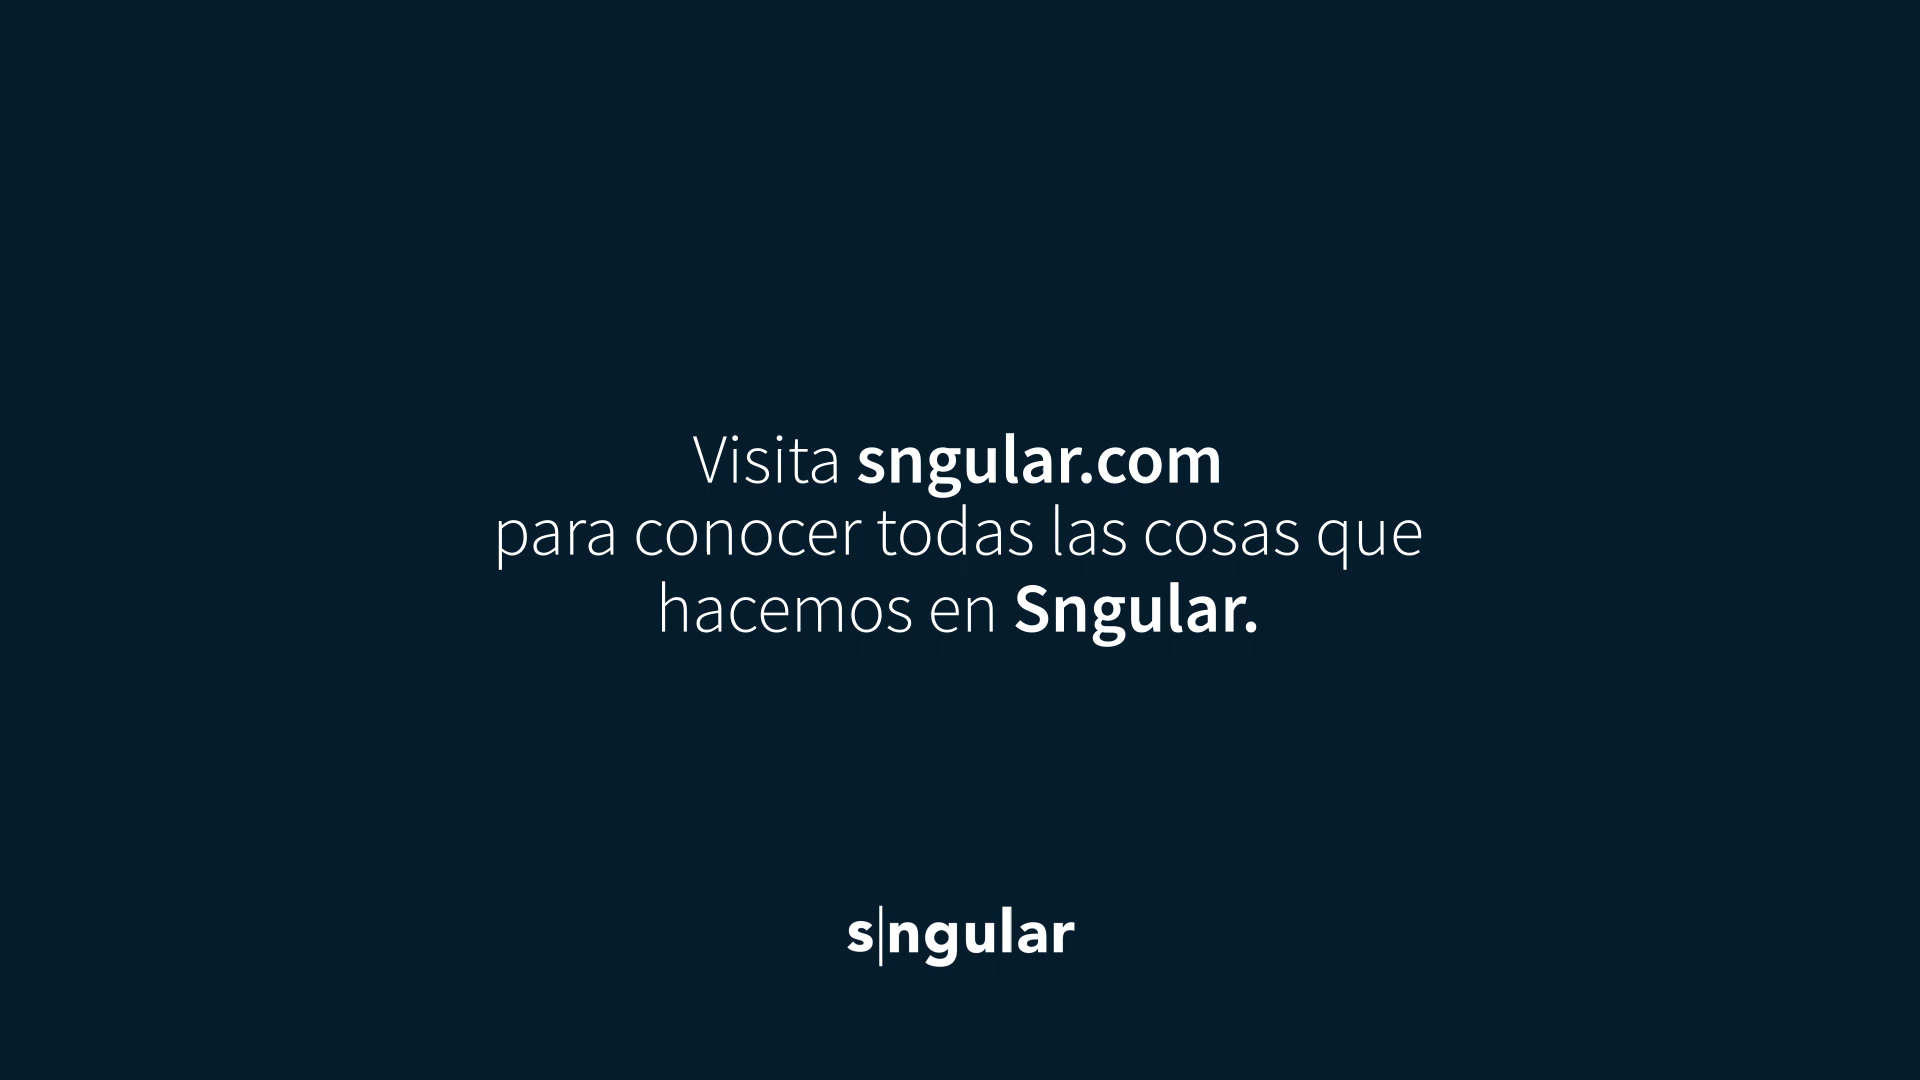 Visita sngular.com
para conocer todas las cosas que
hacemos en Sngular.
s|ngular